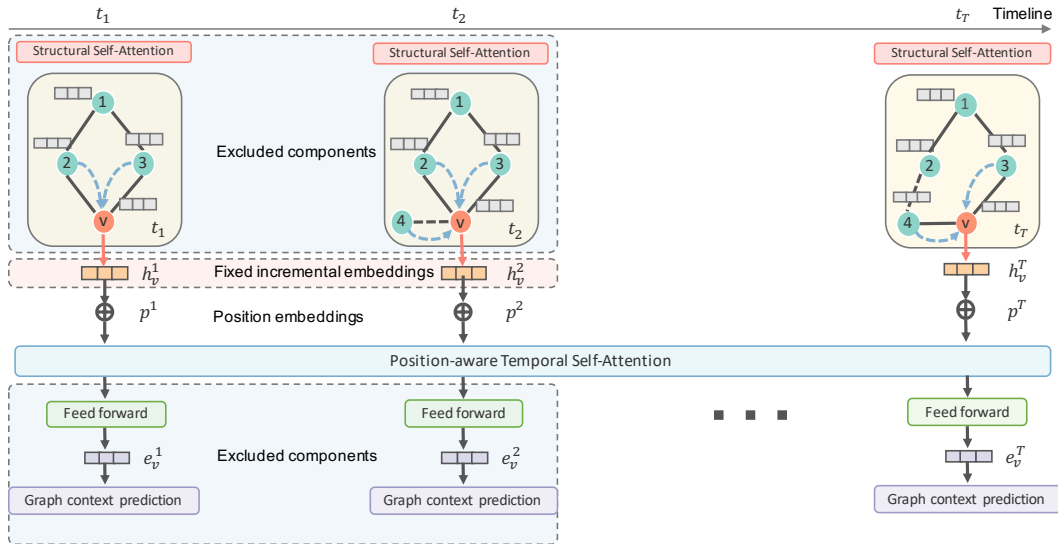 t₁ t₂ t_T Timeline
Structural Self-Attention Structural Self-Attention Structural Self-Attention
1 1 1
2 3 Excluded components 2 3 2 3
v 4 v 4 v
t₁ t₂ t_T
h_v^1 Fixed incremental embeddings h_v^2 h_v^T
p^1 Position embeddings p^2 p^T
Position-aware Temporal Self-Attention
Feed forward Feed forward Feed forward
e_v^1 Excluded components e_v^2 e_v^T
Graph context prediction Graph context prediction Graph context prediction